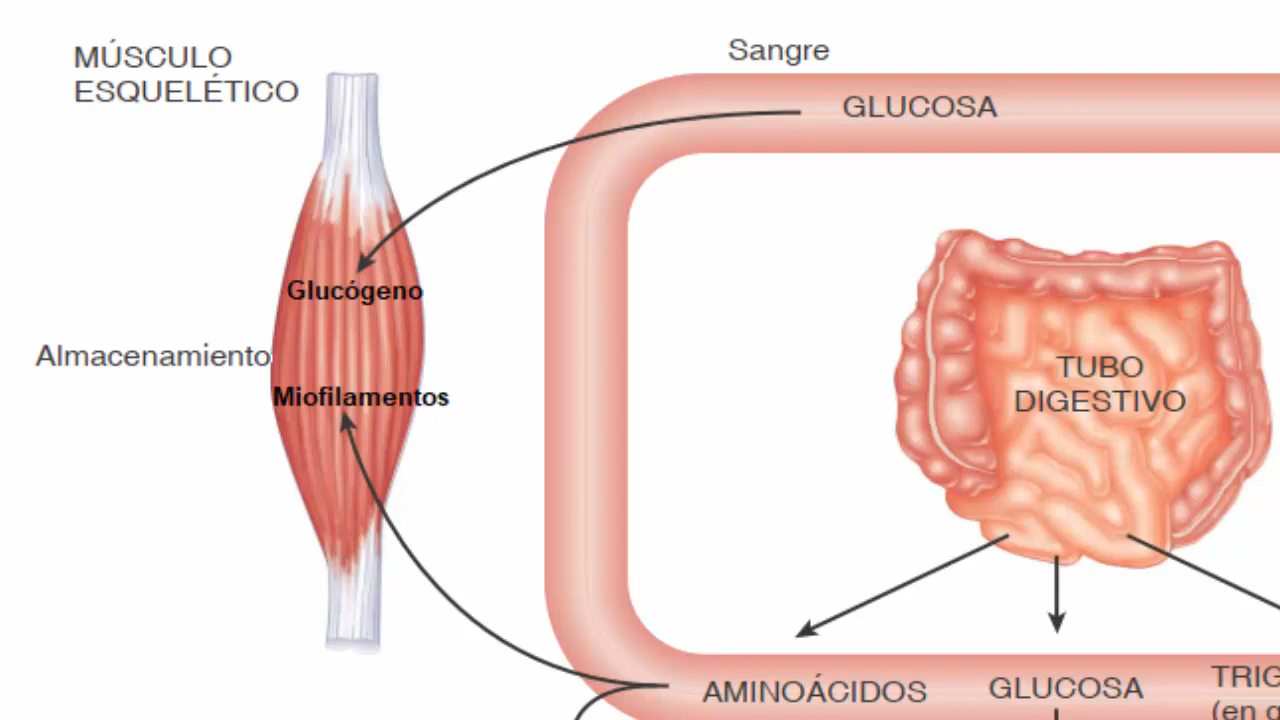 MÚSCULO
ESQUELÉTICO
Sangre
GLUCOSA
Glucógeno
Almacenamiento
Miofilamentos
TUBO
DIGESTIVO
AMINOÁCIDOS
GLUCOSA